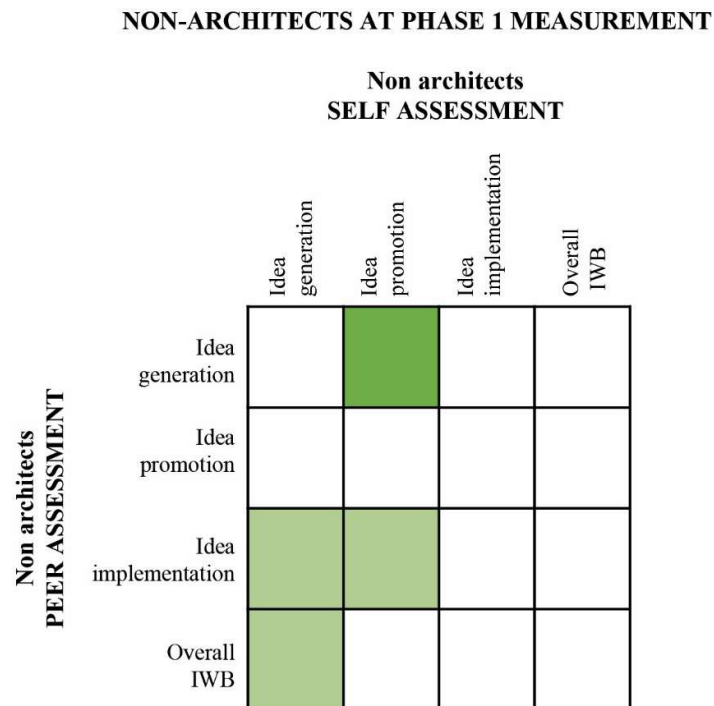 NON-ARCHITECTS AT PHASE 1 MEASUREMENT
Non architects
SELF ASSESSMENT
Idea
generation
Idea
promotion
Idea
implementation
Overall
IWB
Non architects
PEER ASSESSMENT
Idea
generation
Idea
promotion
Idea
implementation
Overall
IWB